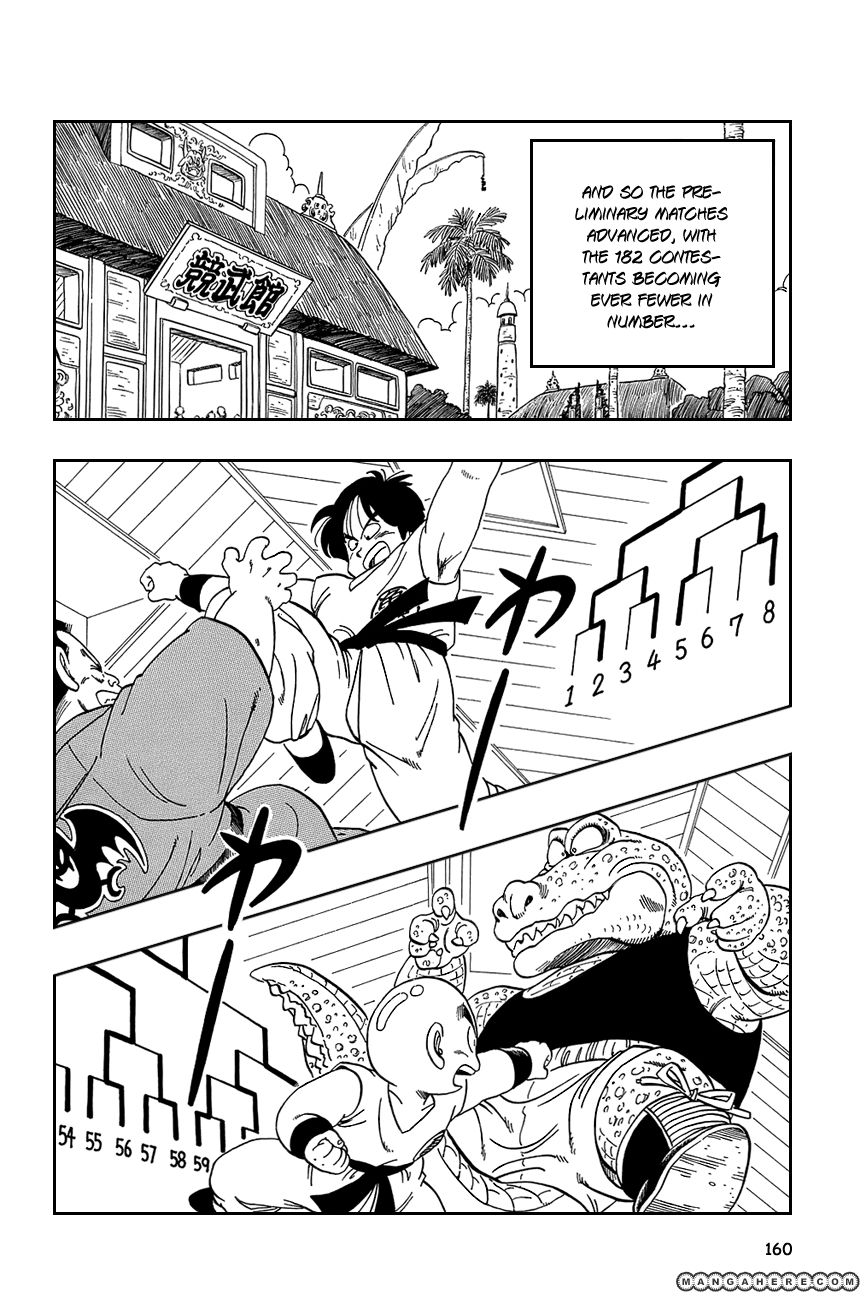 AND SO THE PRE-
LIMINARY MATCHES
ADVANCED, WITH
THE 182 CONTES-
TANTS BECOMING
EVER FEWER IN
NUMBER...
競武館
1 2 3 4 5 6 7 8
わー
わー
54 55 56 57 58 59
160
MANGAHERE.COM